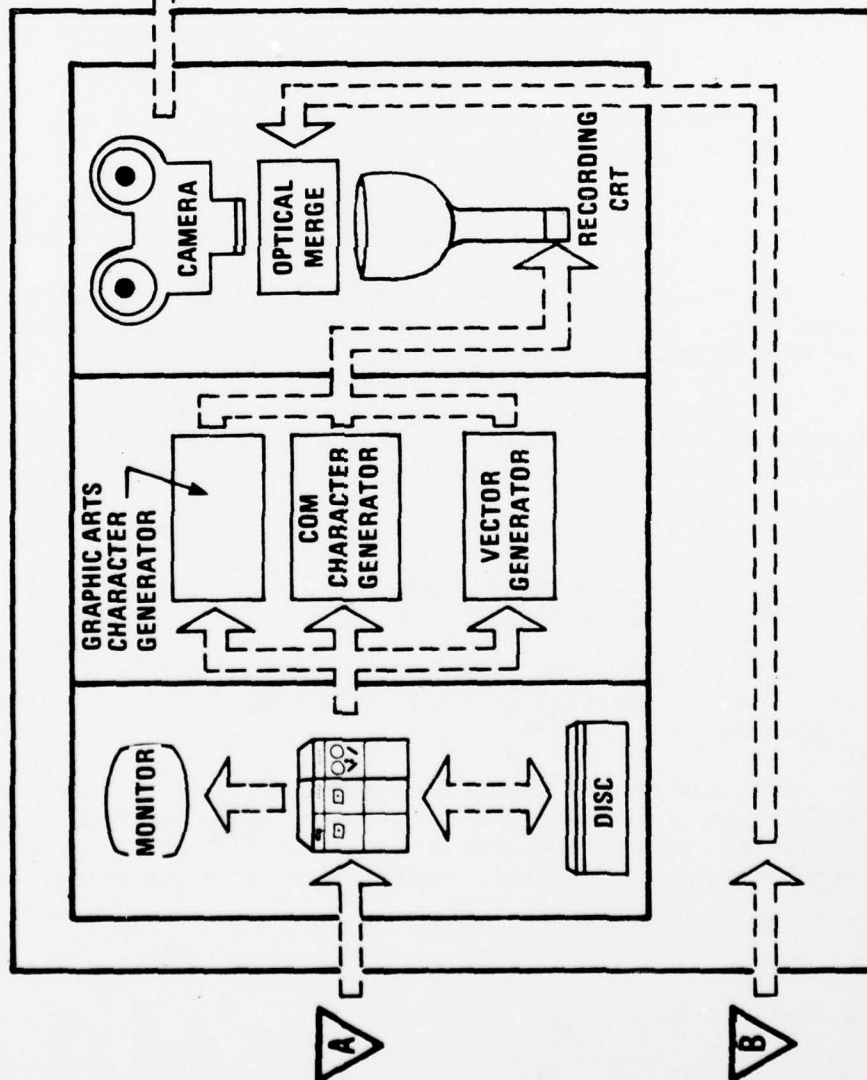 CAMERA
OPTICAL
MERGE
RECORDING
CRT
GRAPHIC ARTS
CHARACTER
GENERATOR
COM
CHARACTER
GENERATOR
VECTOR
GENERATOR
MONITOR
DISC
A
B